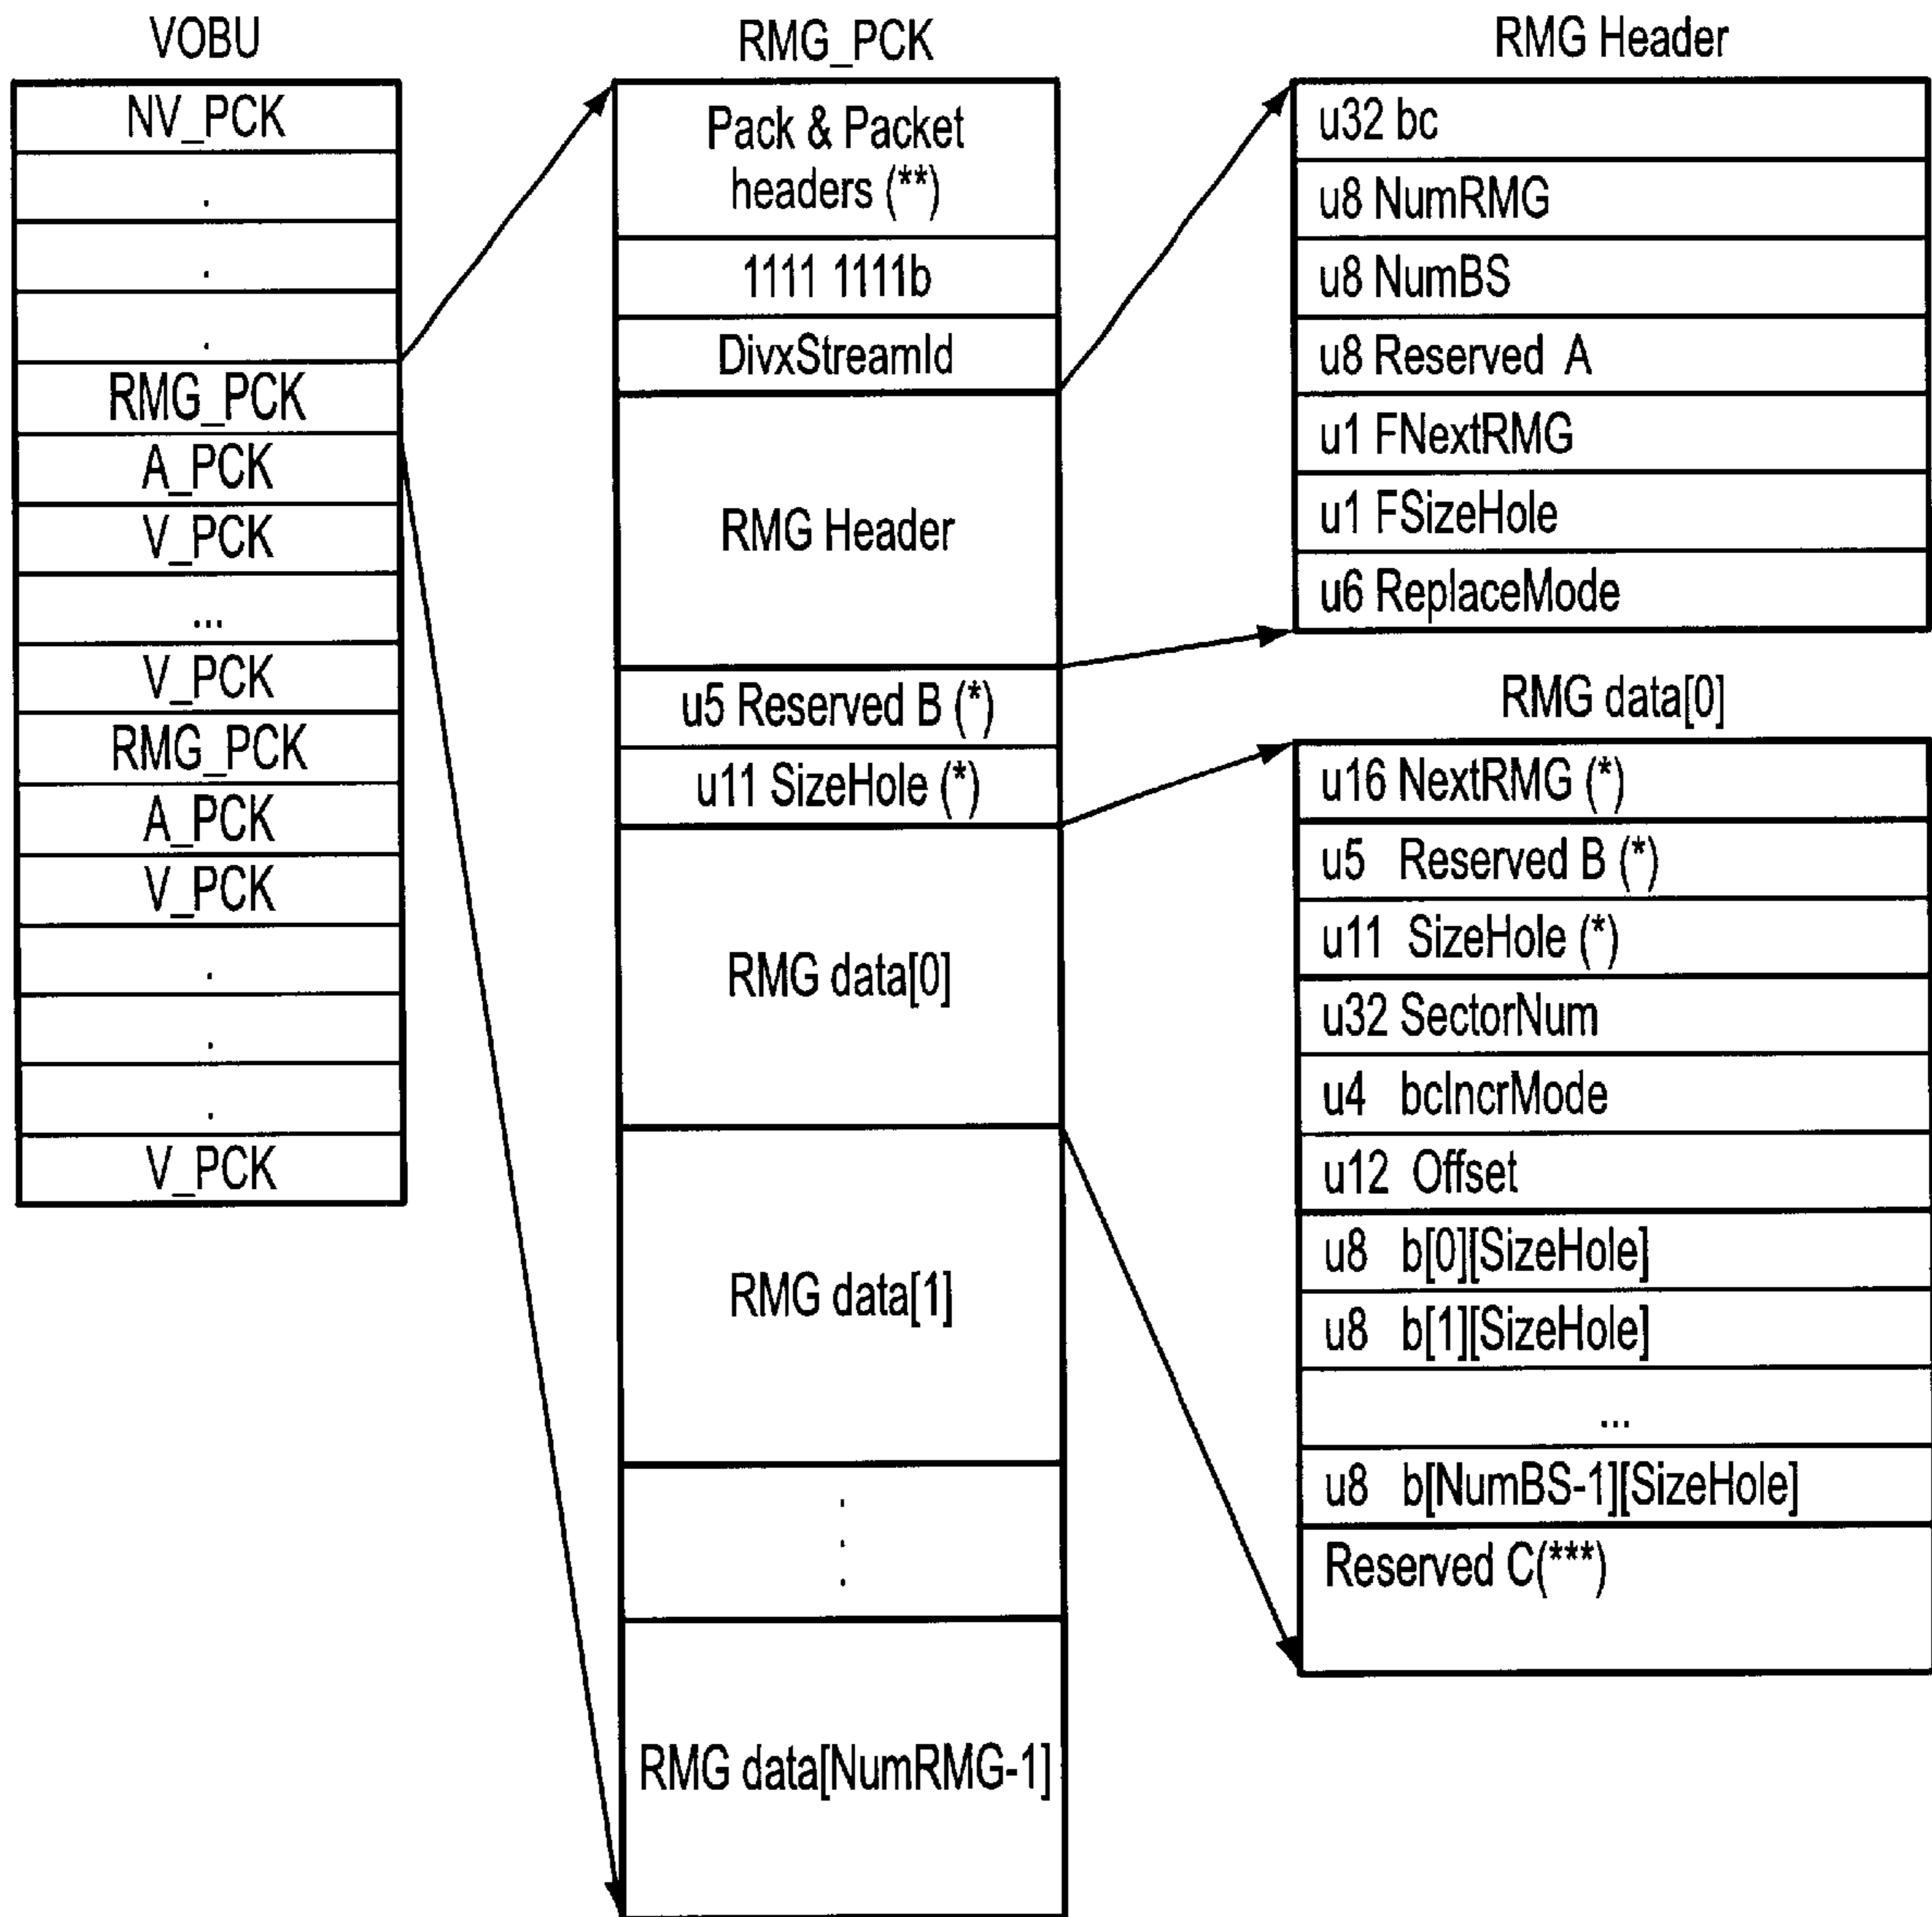 VOBU
NV_PCK
.
.
.
RMG_PCK
A_PCK
V_PCK
...
V_PCK
RMG_PCK
A_PCK
V_PCK
.
.
.
V_PCK
RMG_PCK
Pack & Packet
headers (**)
1111 1111b
DivxStreamId
RMG Header
u5 Reserved B (*)
u11 SizeHole (*)
RMG data[0]
RMG data[1]
.
.
.
RMG data[NumRMG-1]
RMG Header
u32 bc
u8 NumRMG
u8 NumBS
u8 Reserved A
u1 FNextRMG
u1 FSizeHole
u6 ReplaceMode
RMG data[0]
u16 NextRMG (*)
u5 Reserved B (*)
u11 SizeHole (*)
u32 SectorNum
u4 bcIncrMode
u12 Offset
u8 b[0][SizeHole]
u8 b[1][SizeHole]
...
u8 b[NumBS-1][SizeHole]
Reserved C(***)